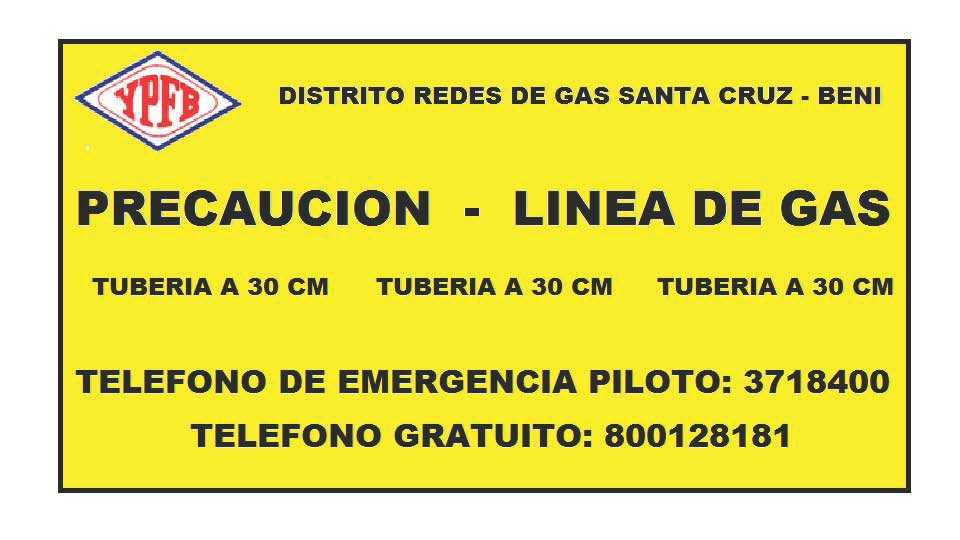 YPFB
DISTRITO REDES DE GAS SANTA CRUZ - BENI
PRECAUCION - LINEA DE GAS
TUBERIA A 30 CM TUBERIA A 30 CM TUBERIA A 30 CM
TELEFONO DE EMERGENCIA PILOTO: 3718400
TELEFONO GRATUITO: 800128181